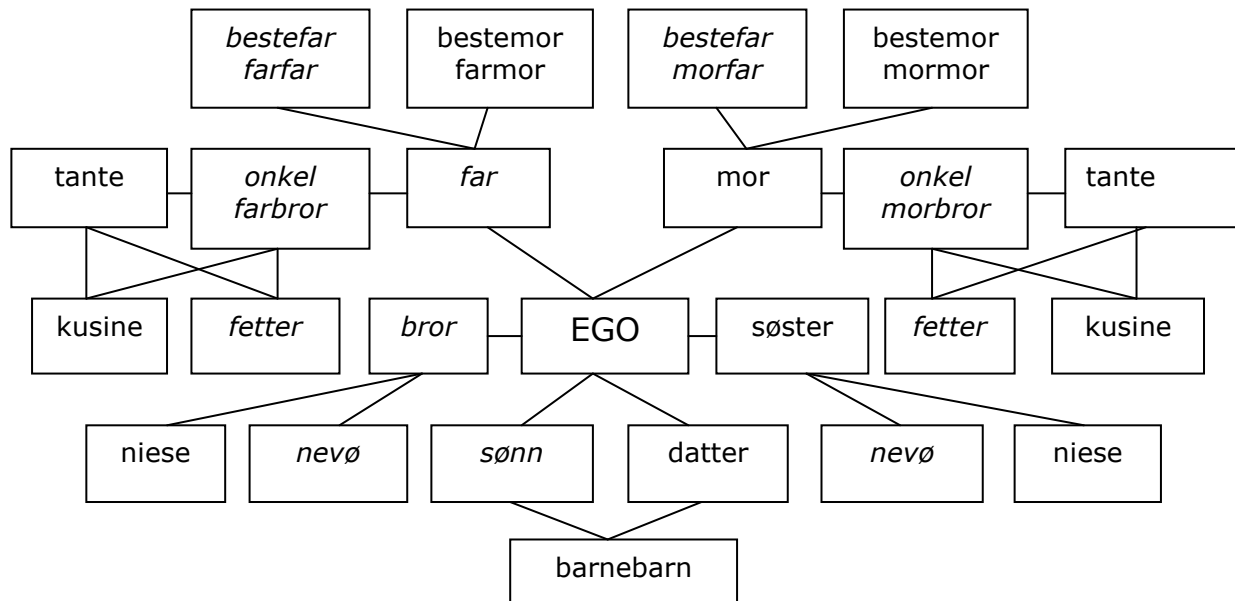 bestefar
farfar
bestemor
farmor
bestefar
morfar
bestemor
mormor
tante
onkel
farbror
far
mor
onkel
morbror
tante
kusine
fetter
bror
EGO
søster
fetter
kusine
niese
nevø
sønn
datter
nevø
niese
barnebarn